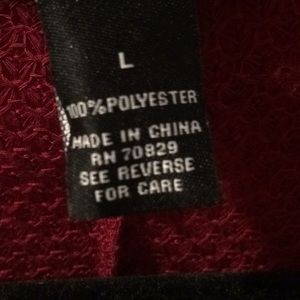 L
100% POLYESTER
MADE IN CHINA
RN 70829
SEE REVERSE
FOR CARE